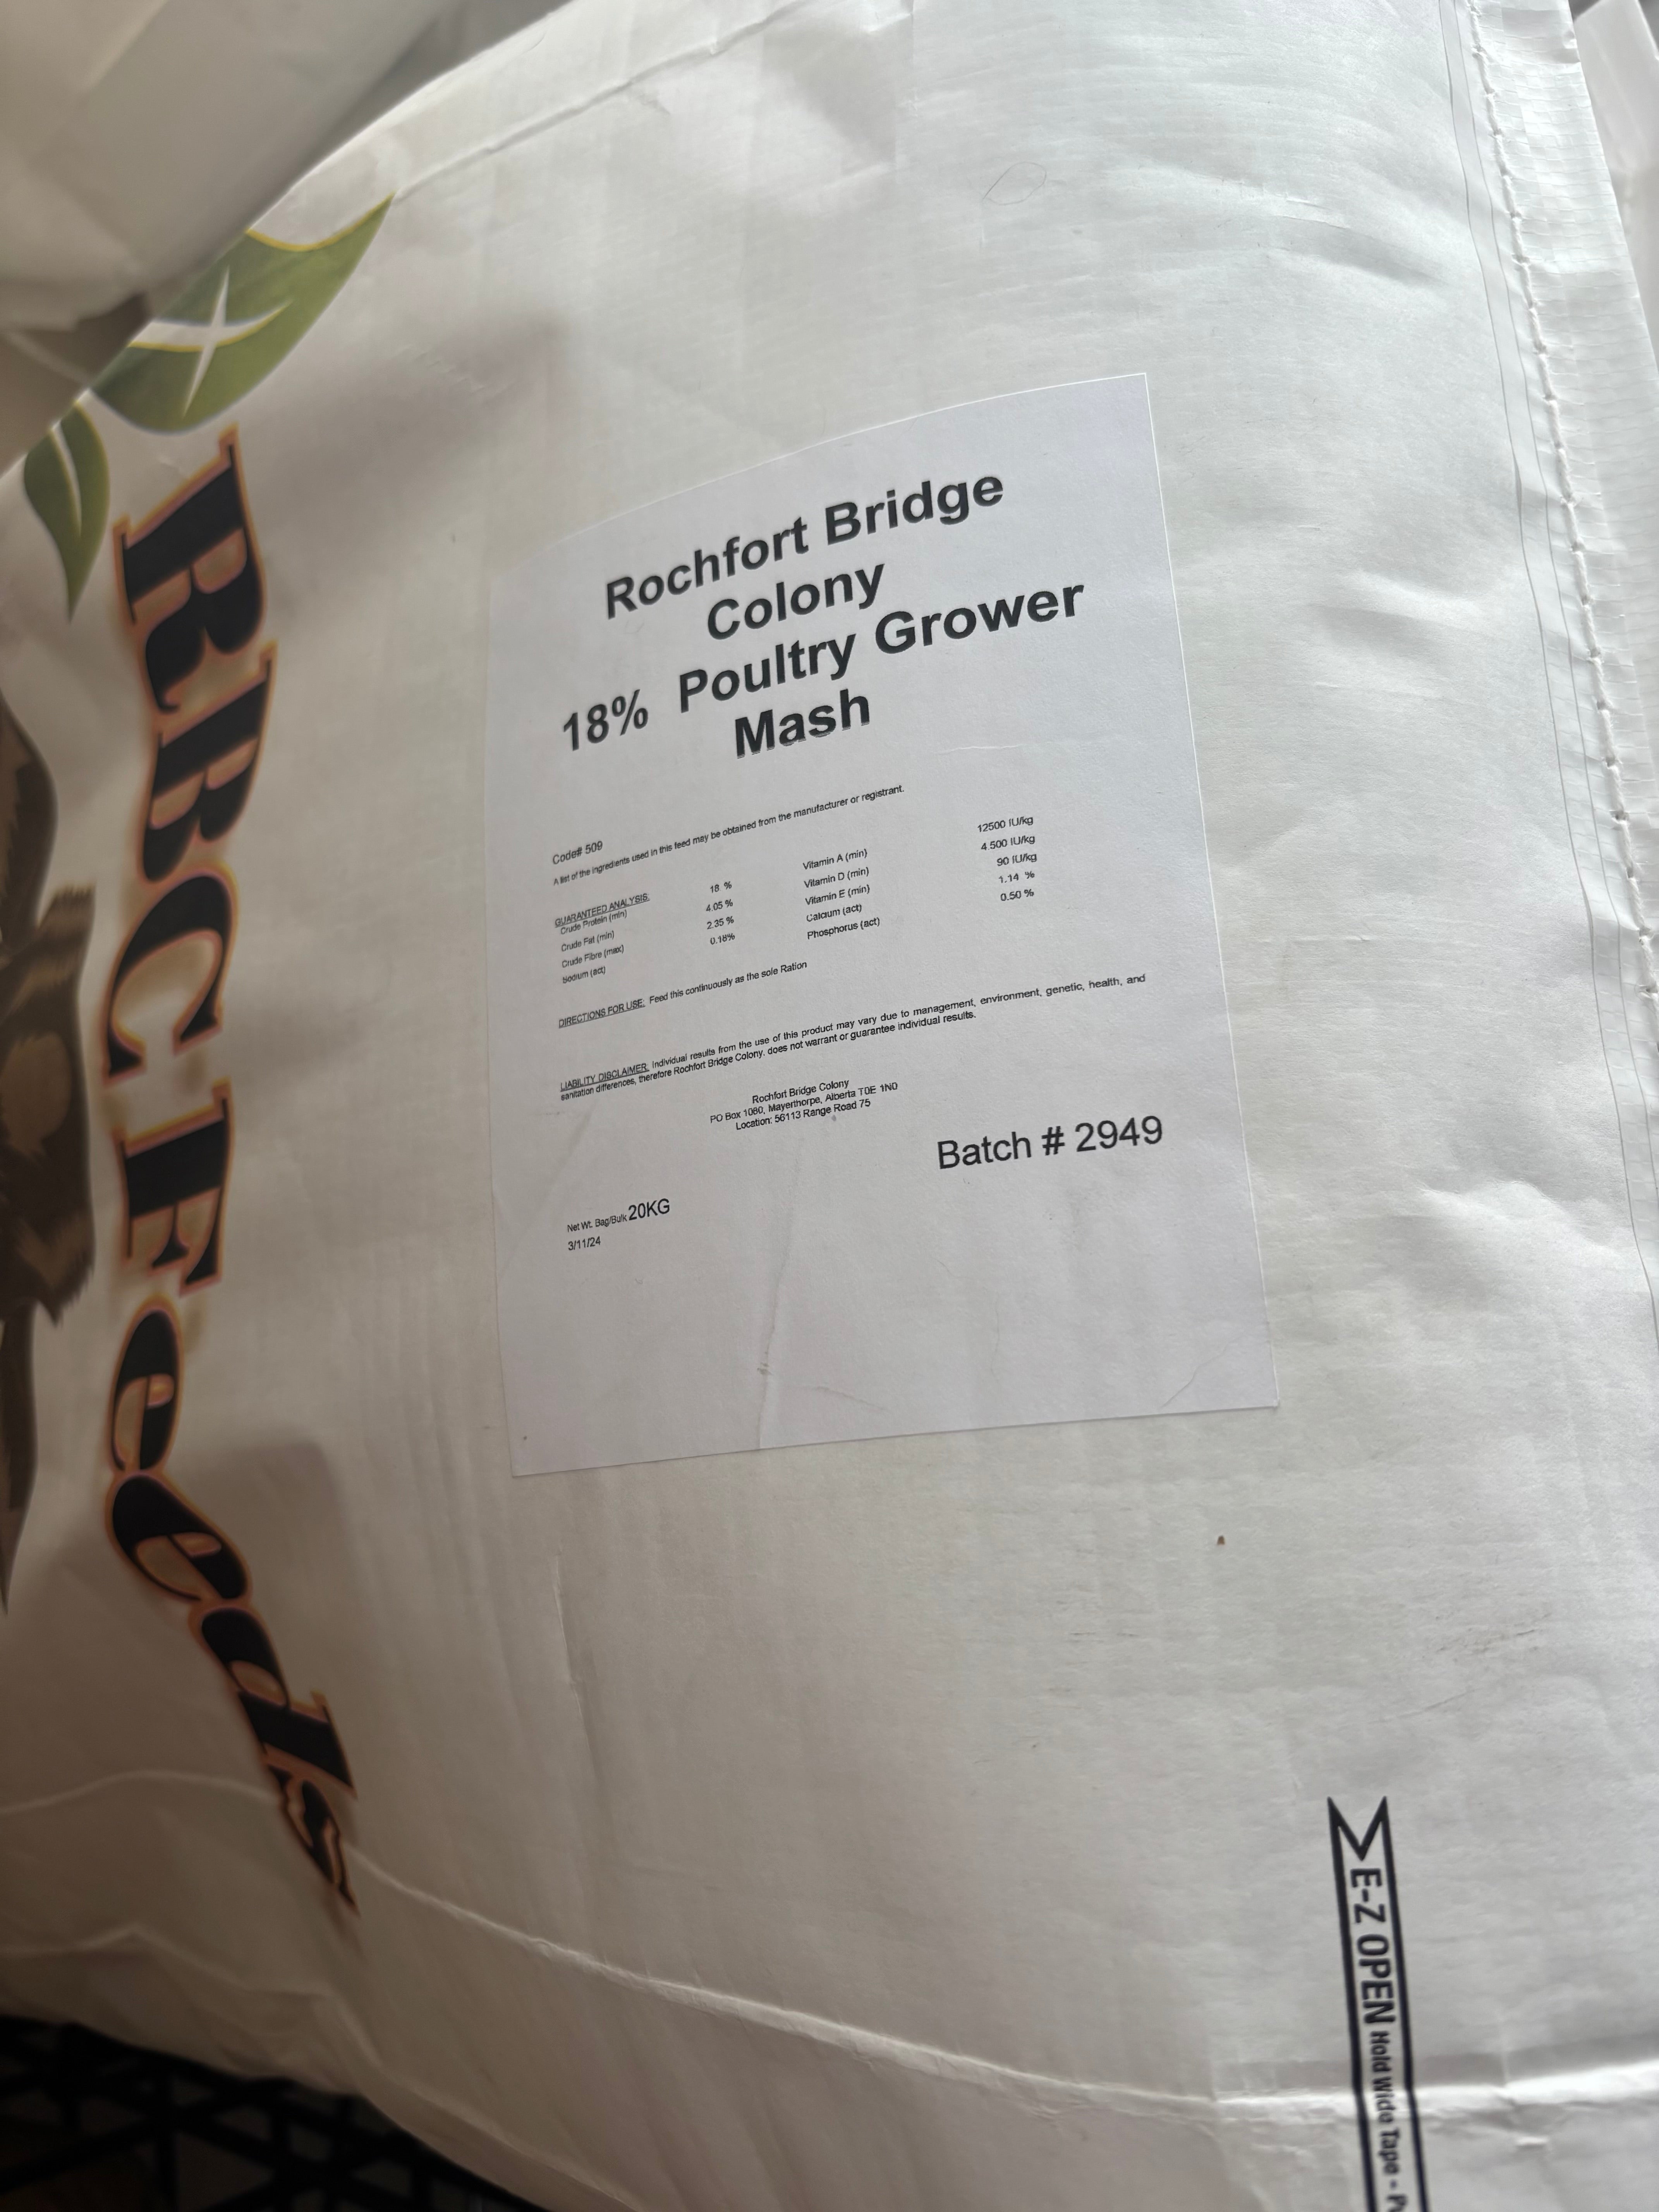 RBC Feeds
Rochfort Bridge
Colony
18% Poultry Grower
Mash
Code# 509
A list of the ingredients used in this feed may be obtained from the manufacturer or registrant.
GUARANTEED ANALYSIS:
Crude Protein (min) 18 % Vitamin A (min) 12500 IU/kg
Crude Fat (min) 4.05 % Vitamin D (min) 4 500 IU/kg
Crude Fibre (max) 2.35 % Vitamin E (min) 90 IU/kg
Sodium (act) 0.18% Calcium (act) 1.14 %
Phosphorus (act) 0.50 %
DIRECTIONS FOR USE: Feed this continuously as the sole Ration
LIABILITY DISCLAIMER: Individual results from the use of this product may vary due to management, environment, genetic, health, and
sanitation differences, therefore Rochfort Bridge Colony. does not warrant or guarantee individual results.
Rochfort Bridge Colony
PO Box 1080, Mayerthorpe, Alberta T0E 1N0
Location: 56113 Range Road 75
Batch # 2949
Net Wt. Bag/Bulk 20KG
3/11/24
E-Z OPEN Hold Wide Tape -